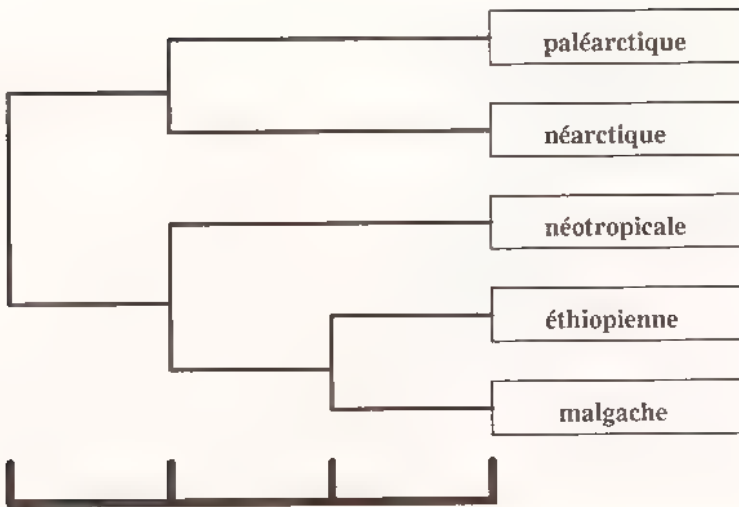 paléarctique
néarctique
néotropicale
éthiopienne
malgache